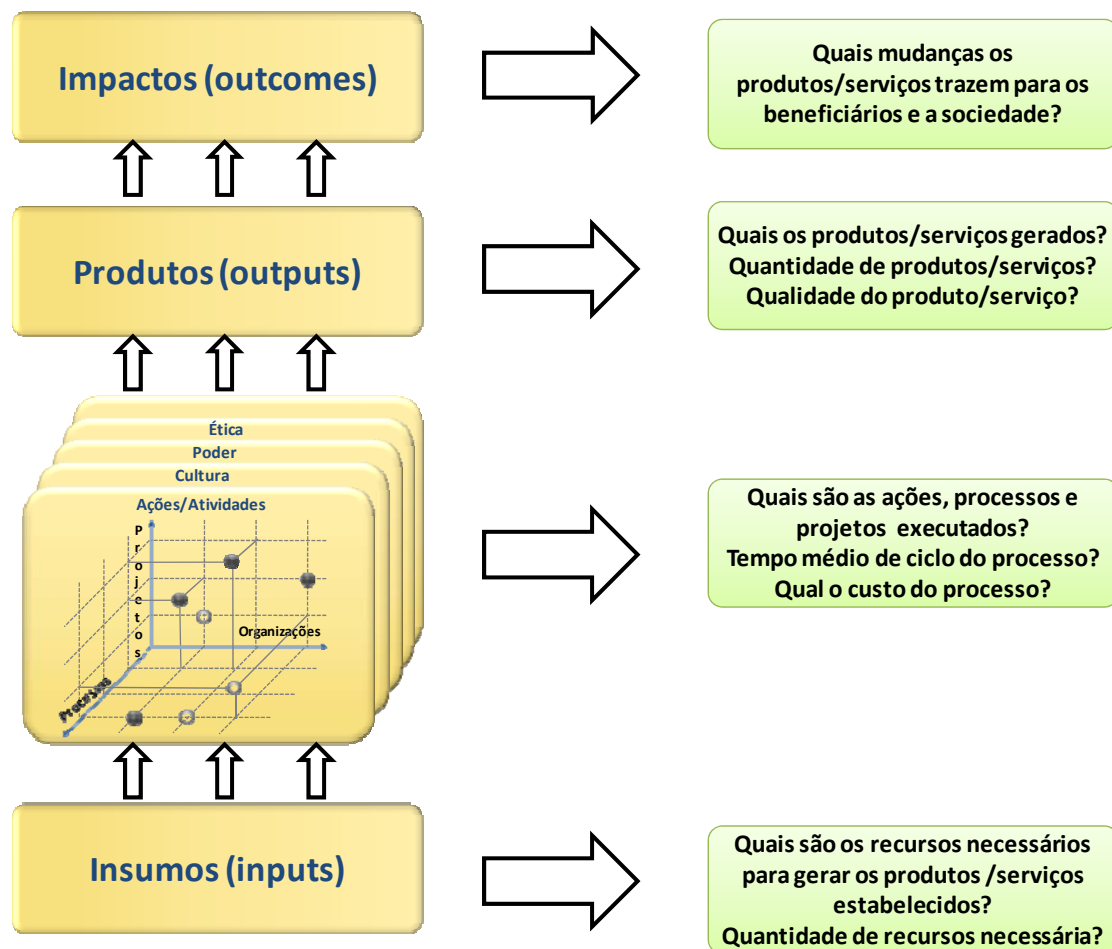 Impactos (outcomes)
Quais mudanças os
produtos/serviços trazem para os
beneficiários e a sociedade?
Produtos (outputs)
Quais os produtos/serviços gerados?
Quantidade de produtos/serviços?
Qualidade do produto/serviço?
Ética
Poder
Cultura
Ações/Atividades
Projetos
Organizações
Processos
Quais são as ações, processos e
projetos executados?
Tempo médio de ciclo do processo?
Qual o custo do processo?
Insumos (inputs)
Quais são os recursos necessários
para gerar os produtos /serviços
estabelecidos?
Quantidade de recursos necessária?